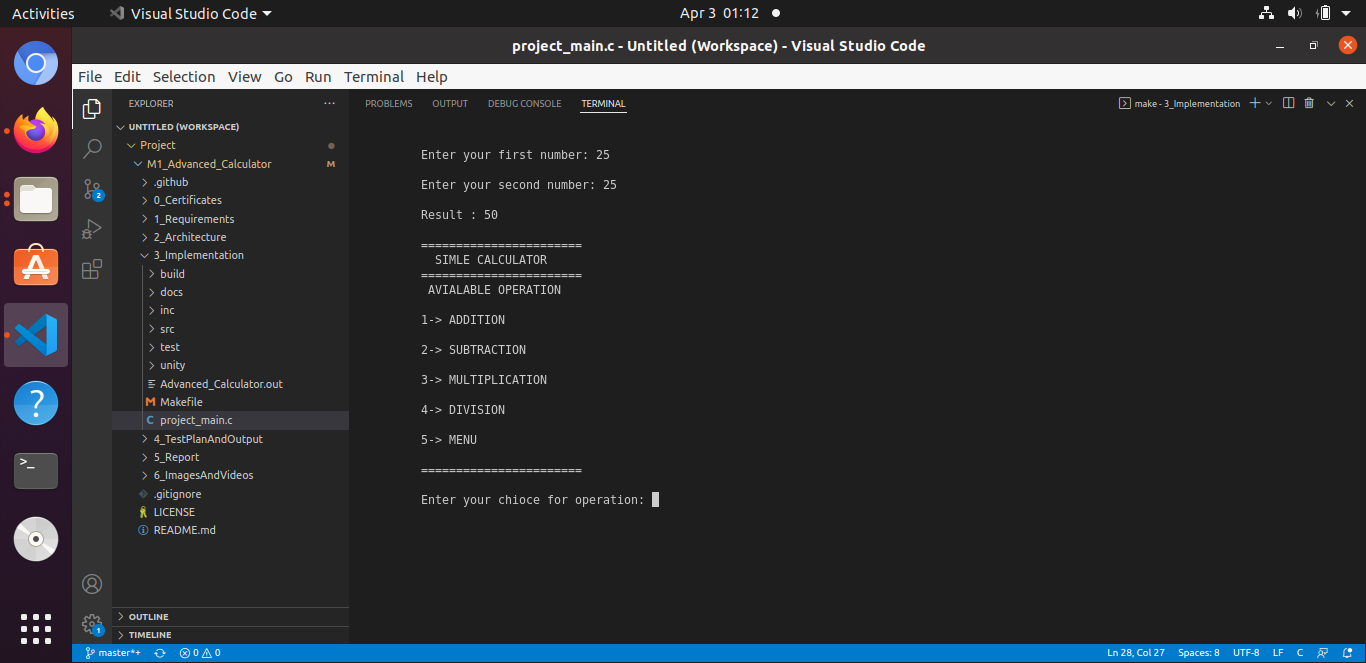 Activities Visual Studio Code Apr 3 01:12
project_main.c - Untitled (Workspace) - Visual Studio Code
File Edit Selection View Go Run Terminal Help
EXPLORER ...
UNTITLED (WORKSPACE)
Project
M1_Advanced_Calculator M
.github
0_Certificates
1_Requirements
2_Architecture
3_Implementation
build
docs
inc
src
test
unity
Advanced_Calculator.out
Makefile
C project_main.c
4_TestPlanAndOutput
5_Report
6_ImagesAndVideos
.gitignore
LICENSE
README.md
OUTLINE
TIMELINE
2
1
PROBLEMS OUTPUT DEBUG CONSOLE TERMINAL make - 3_Implementation
Enter your first number: 25
Enter your second number: 25
Result : 50
=======================
SIMLE CALCULATOR
=======================
AVIALABLE OPERATION
1-> ADDITION
2-> SUBTRACTION
3-> MULTIPLICATION
4-> DIVISION
5-> MENU
=======================
Enter your chioce for operation:
master*+ 0 0 Ln 28, Col 27 Spaces: 8 UTF-8 LF C